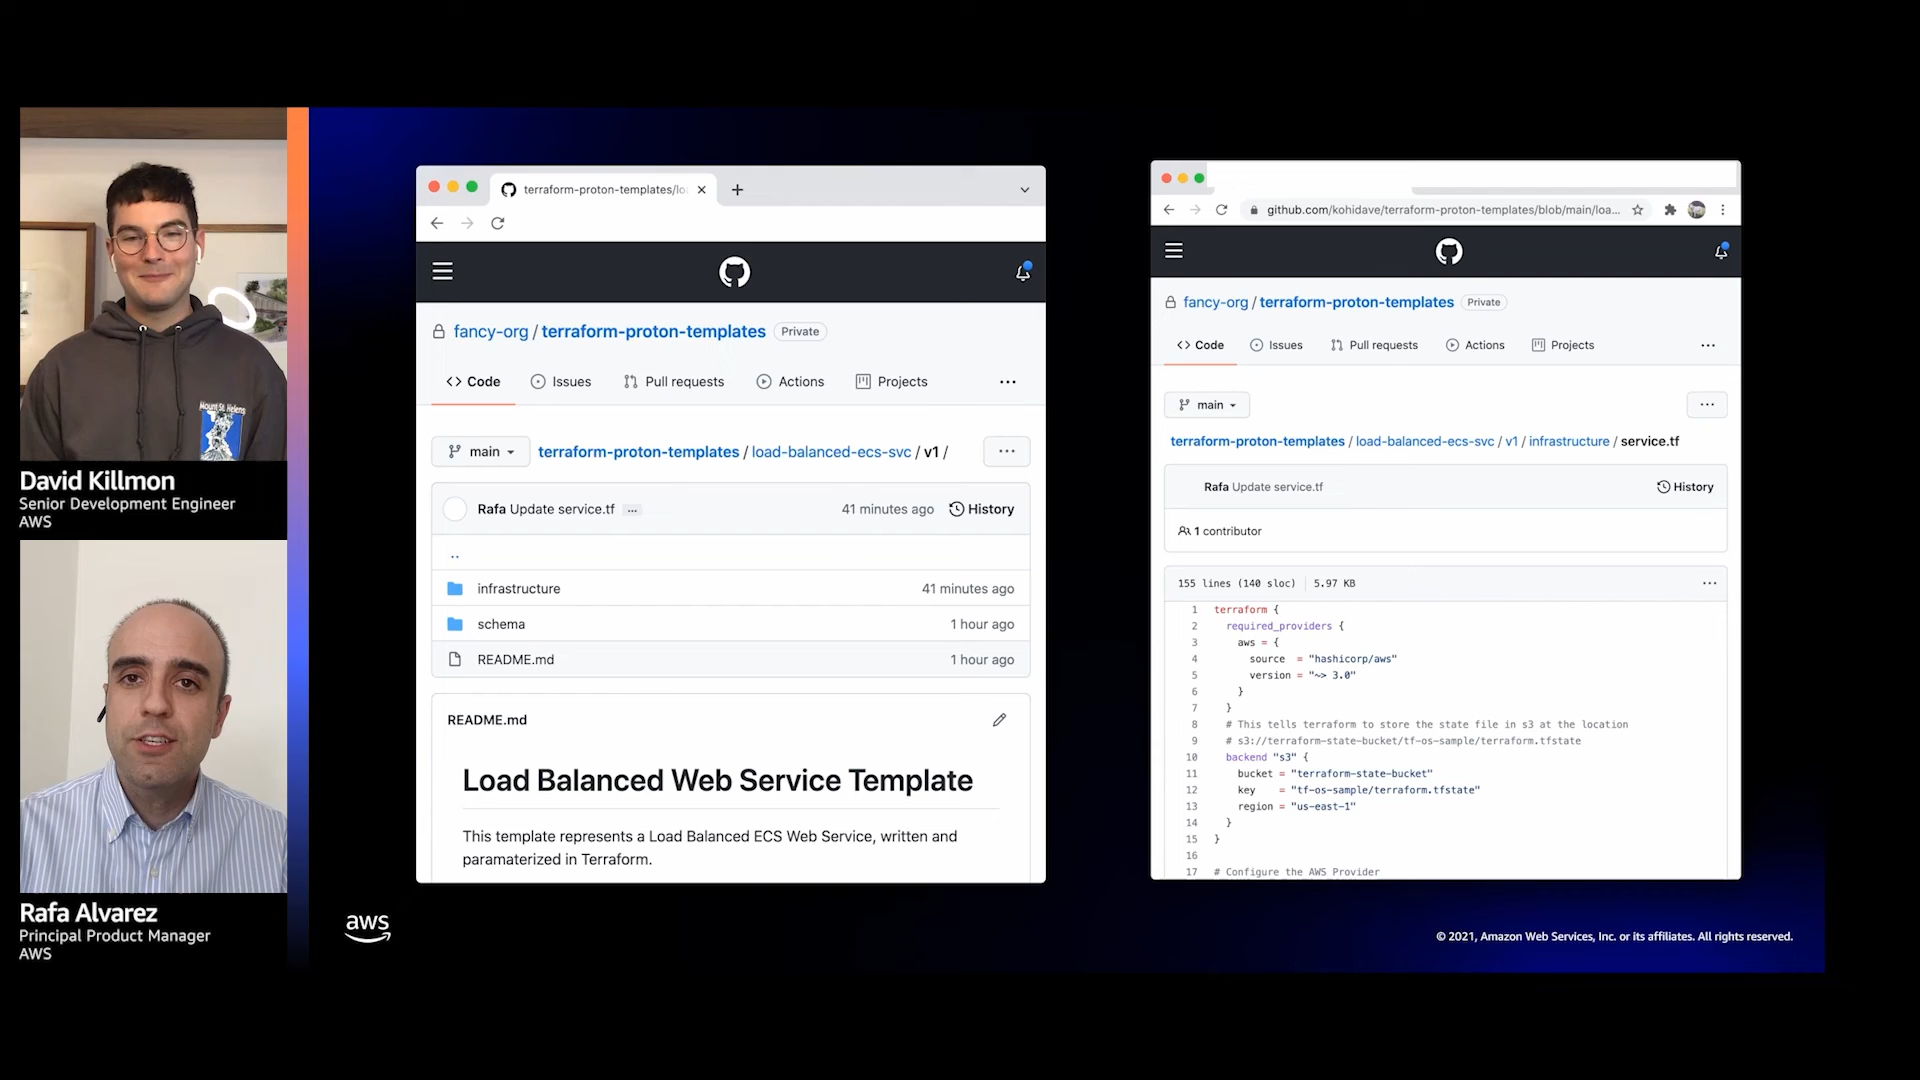 Mount St. Helens
David Killmon
Senior Development Engineer
AWS
Rafa Alvarez
Principal Product Manager
AWS
terraform-proton-templates/lo
fancy-org / terraform-proton-templates Private
Code Issues Pull requests Actions Projects ...
main terraform-proton-templates / load-balanced-ecs-svc / v1 / ...
Rafa Update service.tf ... 41 minutes ago History
..
infrastructure 41 minutes ago
schema 1 hour ago
README.md 1 hour ago
README.md
Load Balanced Web Service Template
This template represents a Load Balanced ECS Web Service, written and
paramaterized in Terraform.
github.com/kohidave/terraform-proton-templates/blob/main/loa...
fancy-org / terraform-proton-templates Private
Code Issues Pull requests Actions Projects ...
main ...
terraform-proton-templates / load-balanced-ecs-svc / v1 / infrastructure / service.tf
Rafa Update service.tf History
1 contributor
155 lines (140 sloc) 5.97 KB ...
1 terraform {
2 required_providers {
3 aws = {
4 source = "hashicorp/aws"
5 version = "~> 3.0"
6 }
7 }
8 # This tells terraform to store the state file in s3 at the location
9 # s3://terraform-state-bucket/tf-os-sample/terraform.tfstate
10 backend "s3" {
11 bucket = "terraform-state-bucket"
12 key = "tf-os-sample/terraform.tfstate"
13 region = "us-east-1"
14 }
15 }
16
17 # Configure the AWS Provider
aws
© 2021, Amazon Web Services, Inc. or its affiliates. All rights reserved.